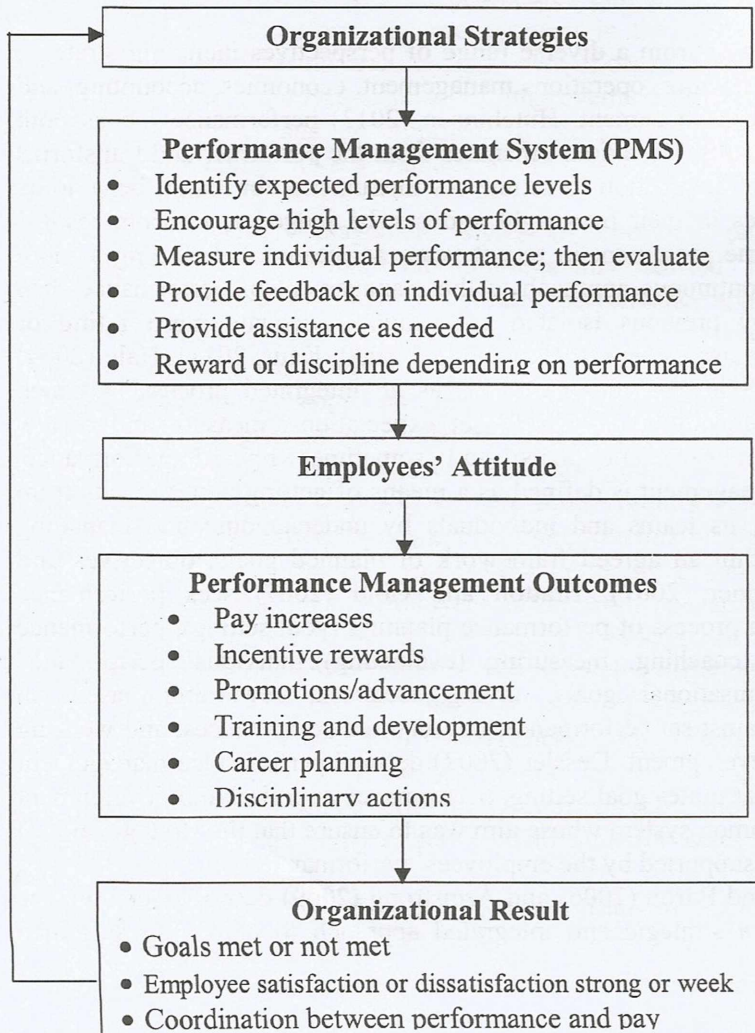 Organizational Strategies
Performance Management System (PMS)
• Identify expected performance levels
• Encourage high levels of performance
• Measure individual performance; then evaluate
• Provide feedback on individual performance
• Provide assistance as needed
• Reward or discipline depending on performance
Employees' Attitude
Performance Management Outcomes
• Pay increases
• Incentive rewards
• Promotions/advancement
• Training and development
• Career planning
• Disciplinary actions
Organizational Result
• Goals met or not met
• Employee satisfaction or dissatisfaction strong or week
• Coordination between performance and pay